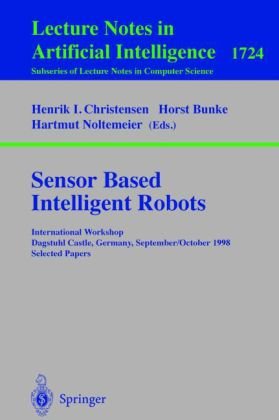 Lecture Notes in
Artificial Intelligence 1724
Subseries of Lecture Notes in Computer Science
Henrik I. Christensen Horst Bunke
Hartmut Noltemeier (Eds.)
Sensor Based
Intelligent Robots
International Workshop
Dagstuhl Castle, Germany, September/October 1998
Selected Papers
Springer